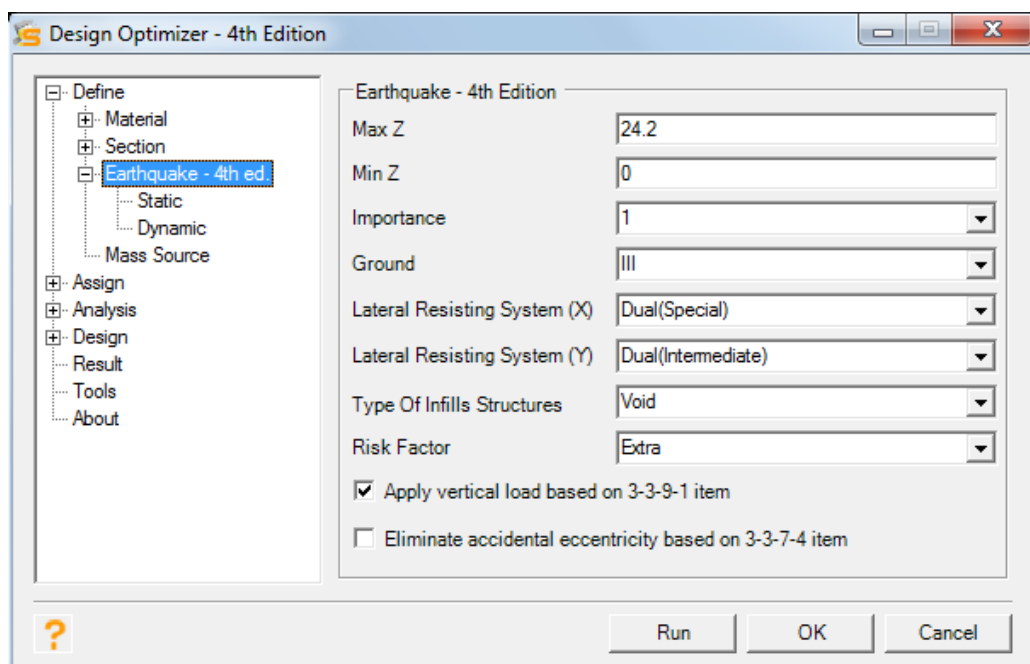 Design Optimizer - 4th Edition
Define
Material
Section
Earthquake - 4th ed.
Static
Dynamic
Mass Source
Assign
Analysis
Design
Result
Tools
About
Earthquake - 4th Edition
Max Z 24.2
Min Z 0
Importance 1
Ground III
Lateral Resisting System (X) Dual(Special)
Lateral Resisting System (Y) Dual(Intermediate)
Type Of Infills Structures Void
Risk Factor Extra
Apply vertical load based on 3-3-9-1 item
Eliminate accidental eccentricity based on 3-3-7-4 item
? Run OK Cancel